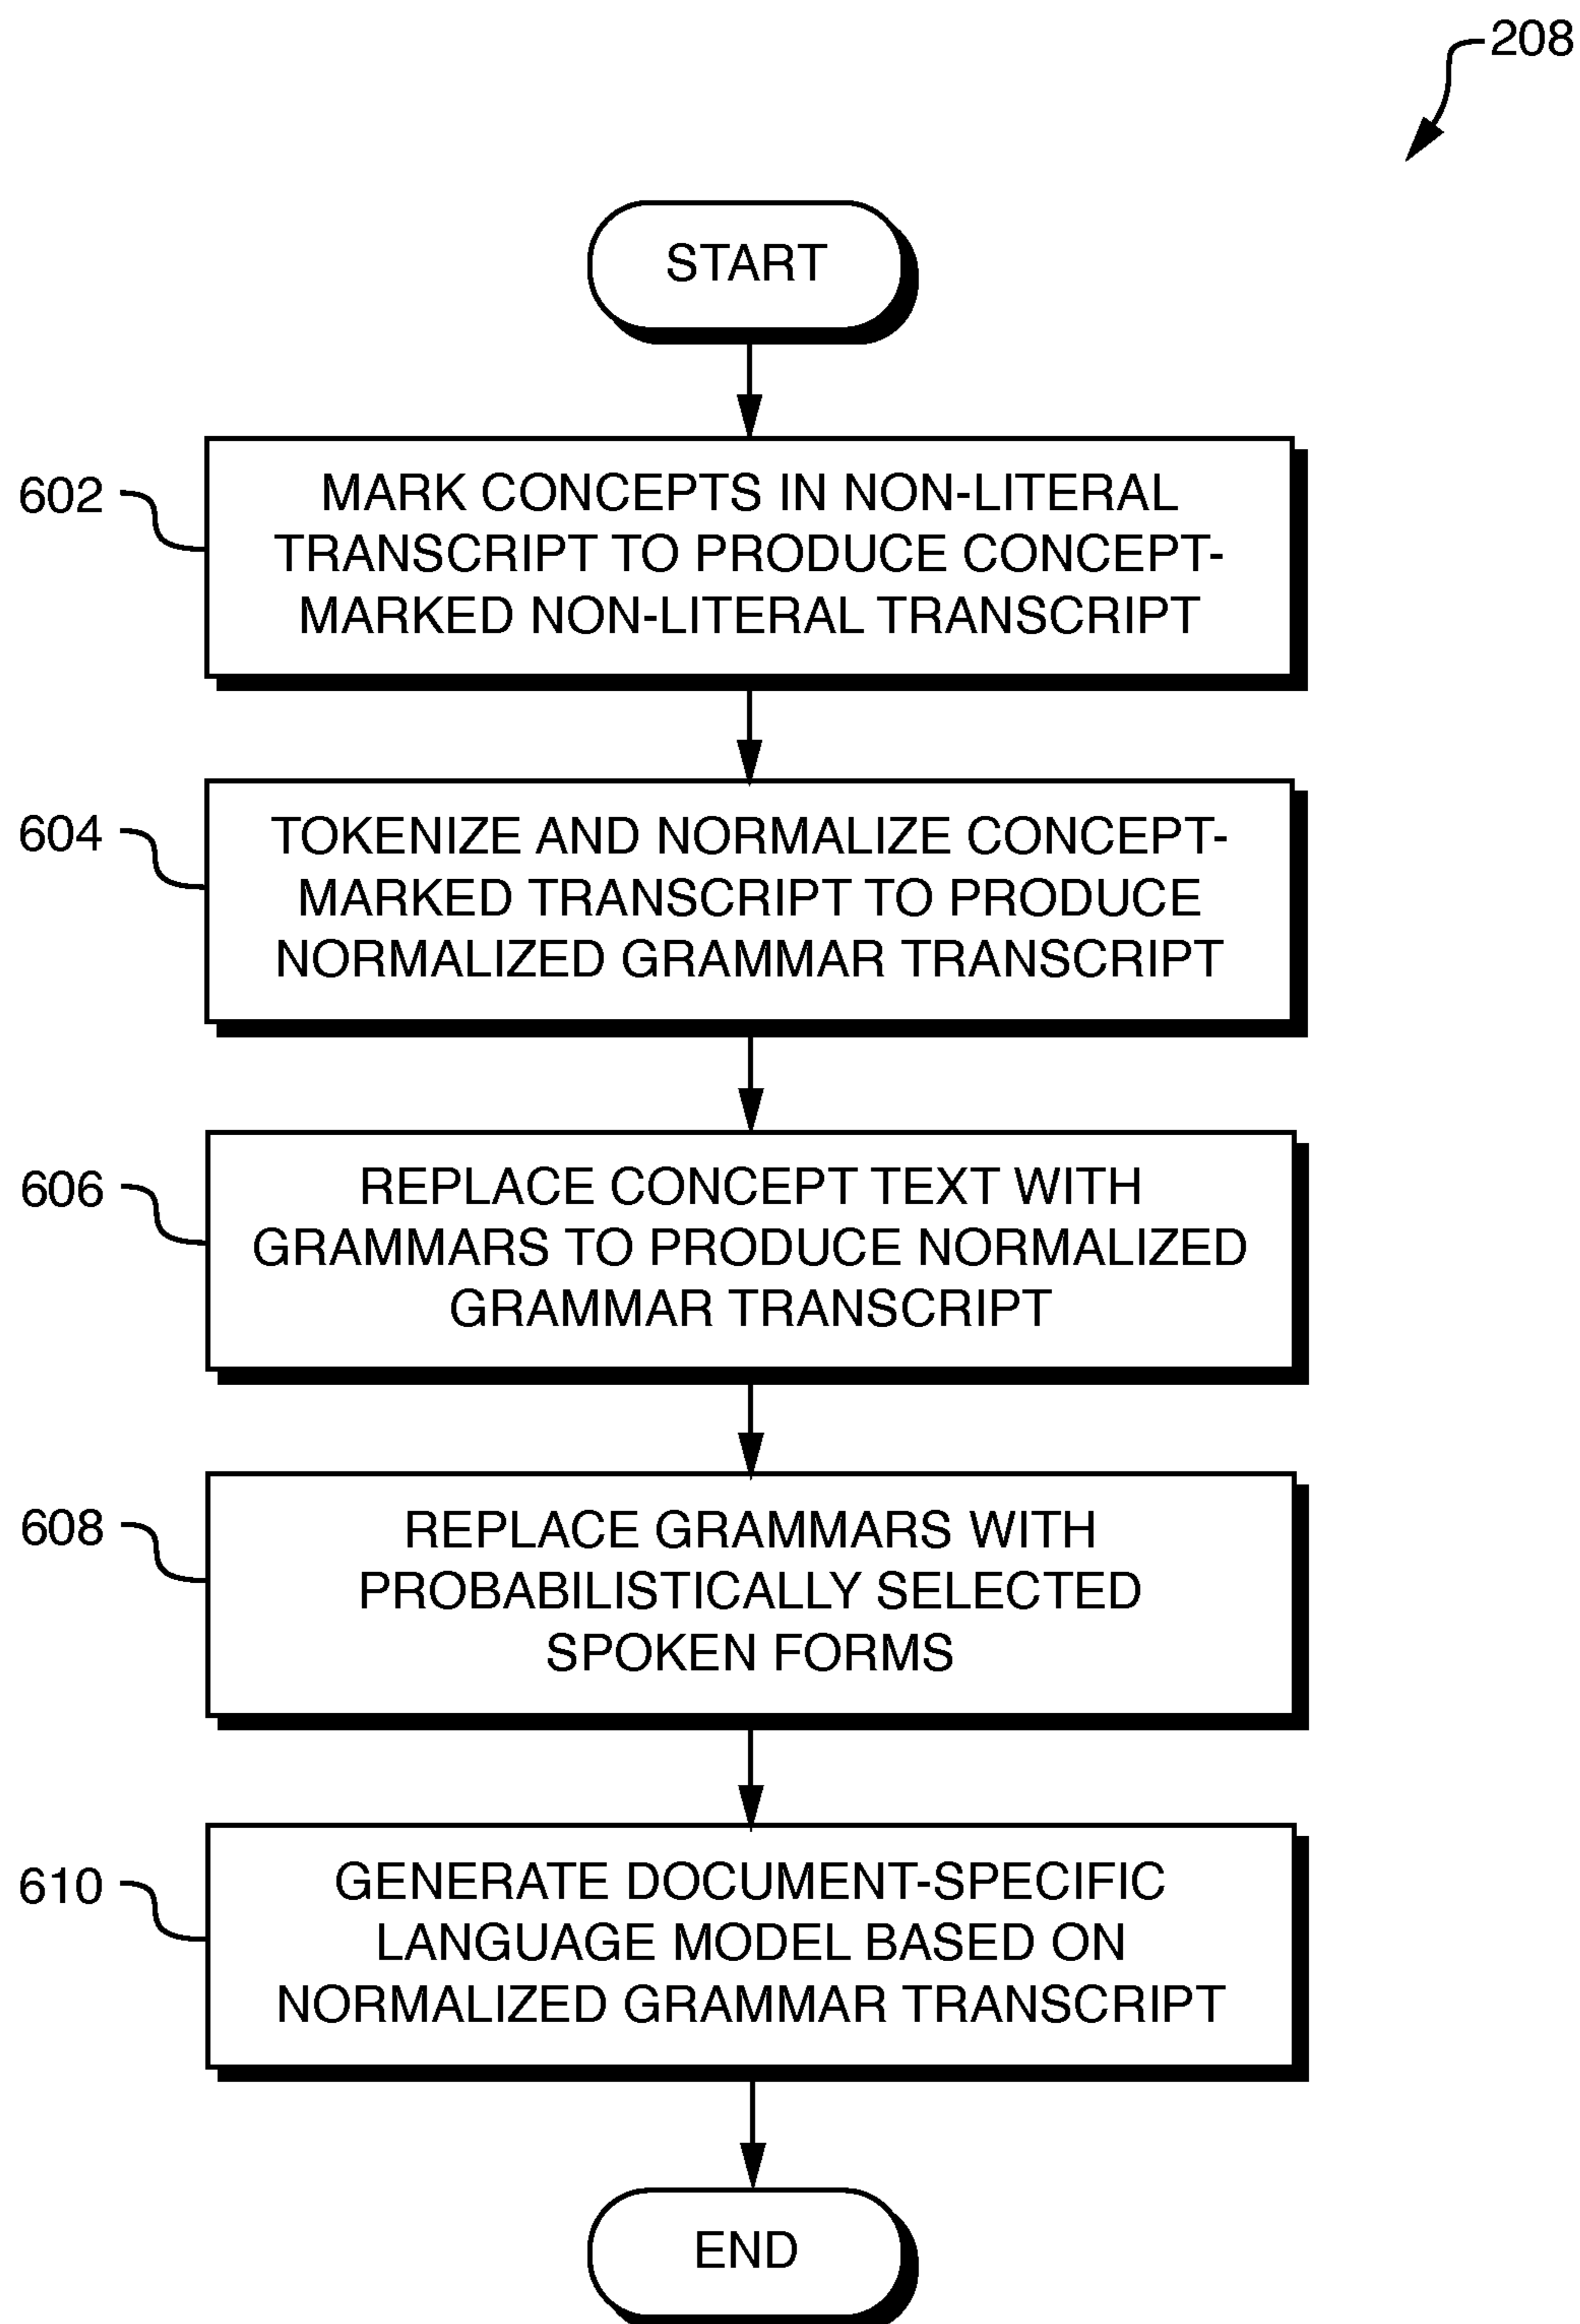 208
START
602
MARK CONCEPTS IN NON-LITERAL
TRANSCRIPT TO PRODUCE CONCEPT-
MARKED NON-LITERAL TRANSCRIPT
604
TOKENIZE AND NORMALIZE CONCEPT-
MARKED TRANSCRIPT TO PRODUCE
NORMALIZED GRAMMAR TRANSCRIPT
606
REPLACE CONCEPT TEXT WITH
GRAMMARS TO PRODUCE NORMALIZED
GRAMMAR TRANSCRIPT
608
REPLACE GRAMMARS WITH
PROBABILISTICALLY SELECTED
SPOKEN FORMS
610
GENERATE DOCUMENT-SPECIFIC
LANGUAGE MODEL BASED ON
NORMALIZED GRAMMAR TRANSCRIPT
END